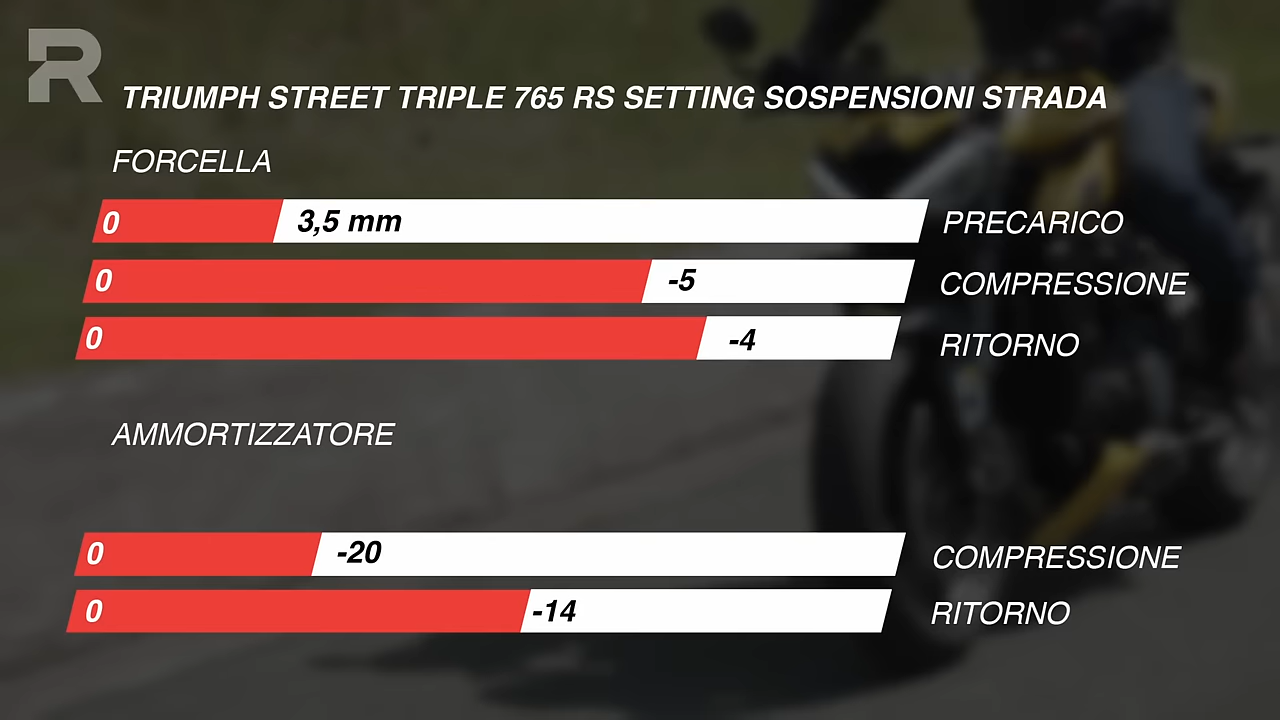 R
TRIUMPH STREET TRIPLE 765 RS SETTING SOSPENSIONI STRADA
FORCELLA
0 3,5 mm PRECARICO
0 -5 COMPRESSIONE
0 -4 RITORNO
AMMORTIZZATORE
0 -20 COMPRESSIONE
0 -14 RITORNO